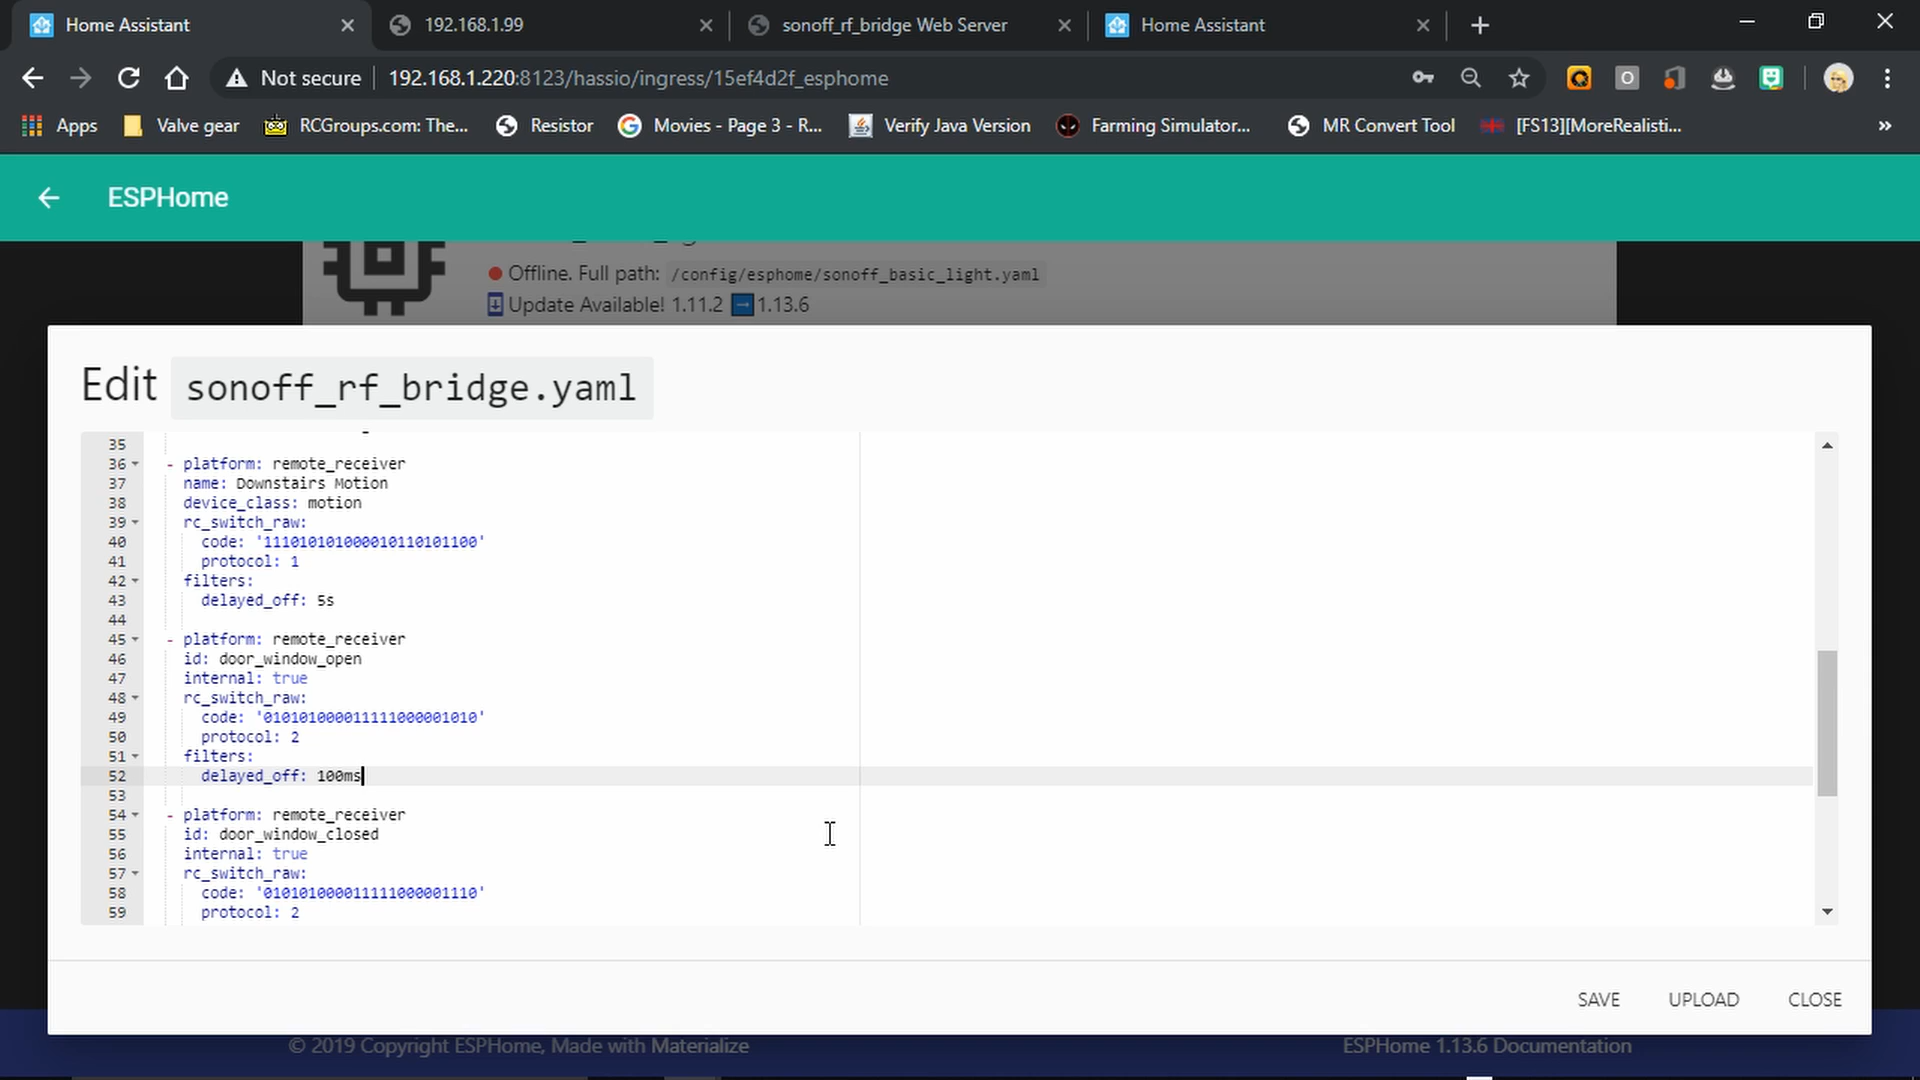 Home Assistant
192.168.1.99
sonoff_rf_bridge Web Server
Home Assistant
Not secure
192.168.1.220:8123/hassio/ingress/15ef4d2f_esphome
Apps
Valve gear
RCGroups.com: The...
Resistor
Movies - Page 3 - R...
Verify Java Version
Farming Simulator...
MR Convert Tool
[FS13][MoreRealisti...
ESPHome
Offline. Full path: /config/esphome/sonoff_basic_light.yaml
Update Available! 1.11.2 → 1.13.6
Edit sonoff_rf_bridge.yaml
35
36 - platform: remote_receiver
37 name: Downstairs Motion
38 device_class: motion
39 rc_switch_raw:
40 code: '111010101000010110101100'
41 protocol: 1
42 filters:
43 delayed_off: 5s
44
45 - platform: remote_receiver
46 id: door_window_open
47 internal: true
48 rc_switch_raw:
49 code: '010101000011111000001010'
50 protocol: 2
51 filters:
52 delayed_off: 100ms
53
54 - platform: remote_receiver
55 id: door_window_closed
56 internal: true
57 rc_switch_raw:
58 code: '010101000011111000001110'
59 protocol: 2
SAVE
UPLOAD
CLOSE
© 2019 Copyright ESPHome, Made with Materialize
ESPHome 1.13.6 Documentation